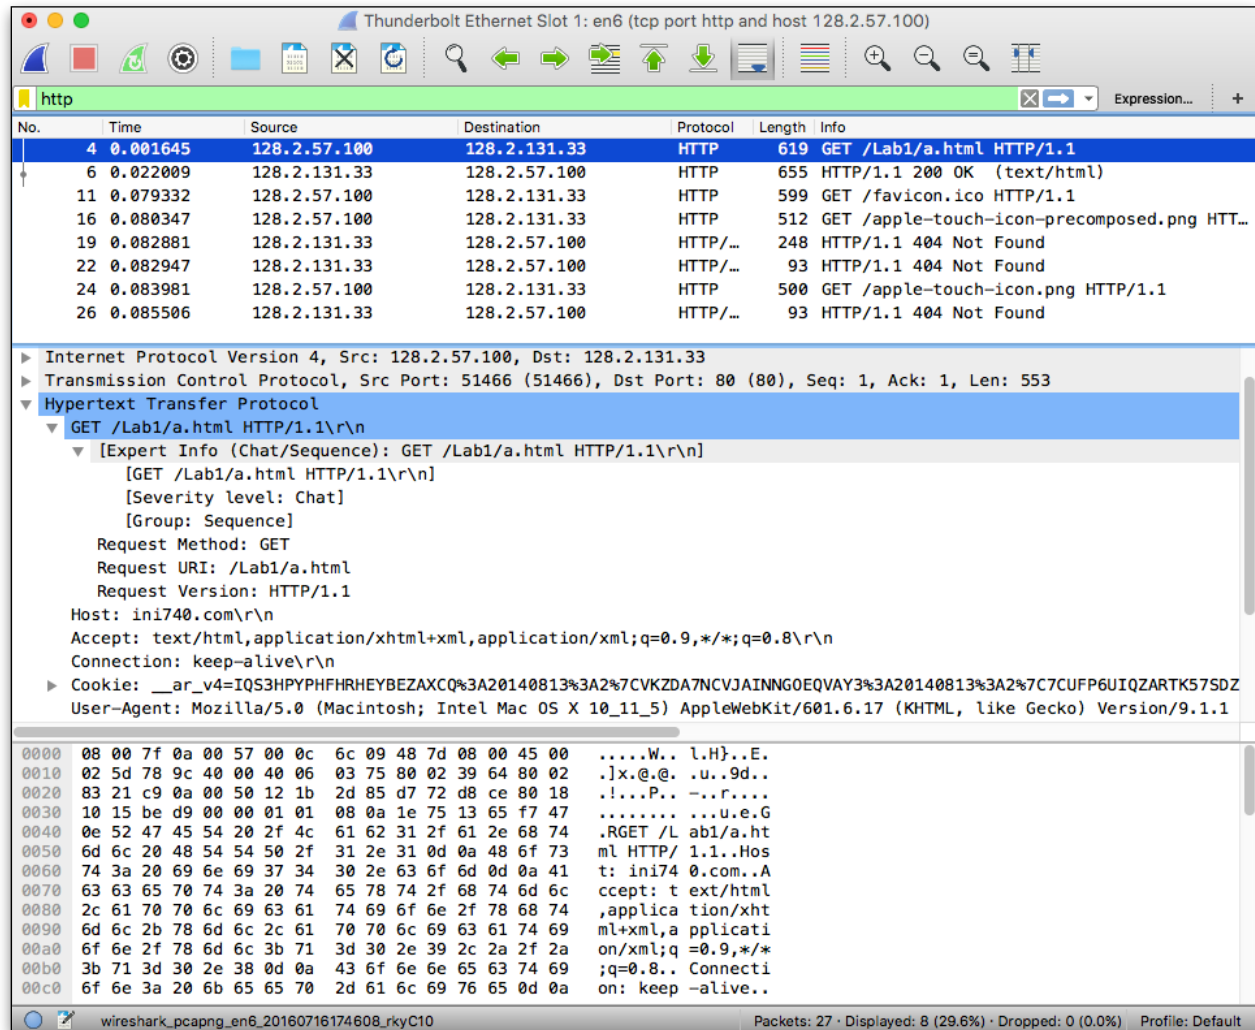 Thunderbolt Ethernet Slot 1: en6 (tcp port http and host 128.2.57.100)
http Expression... +
No. Time Source Destination Protocol Length Info
4 0.001645 128.2.57.100 128.2.131.33 HTTP 619 GET /Lab1/a.html HTTP/1.1
6 0.022009 128.2.131.33 128.2.57.100 HTTP 655 HTTP/1.1 200 OK (text/html)
11 0.079332 128.2.57.100 128.2.131.33 HTTP 599 GET /favicon.ico HTTP/1.1
16 0.080347 128.2.57.100 128.2.131.33 HTTP 512 GET /apple-touch-icon-precomposed.png HTT…
19 0.082881 128.2.131.33 128.2.57.100 HTTP/… 248 HTTP/1.1 404 Not Found
22 0.082947 128.2.131.33 128.2.57.100 HTTP/… 93 HTTP/1.1 404 Not Found
24 0.083981 128.2.57.100 128.2.131.33 HTTP 500 GET /apple-touch-icon.png HTTP/1.1
26 0.085506 128.2.131.33 128.2.57.100 HTTP/… 93 HTTP/1.1 404 Not Found
Internet Protocol Version 4, Src: 128.2.57.100, Dst: 128.2.131.33
Transmission Control Protocol, Src Port: 51466 (51466), Dst Port: 80 (80), Seq: 1, Ack: 1, Len: 553
Hypertext Transfer Protocol
GET /Lab1/a.html HTTP/1.1\r\n
[Expert Info (Chat/Sequence): GET /Lab1/a.html HTTP/1.1\r\n]
[GET /Lab1/a.html HTTP/1.1\r\n]
[Severity level: Chat]
[Group: Sequence]
Request Method: GET
Request URI: /Lab1/a.html
Request Version: HTTP/1.1
Host: ini740.com\r\n
Accept: text/html,application/xhtml+xml,application/xml;q=0.9,*/*;q=0.8\r\n
Connection: keep-alive\r\n
Cookie: __ar_v4=IQS3HPYPHFHRHEYBEZAXCQ%3A20140813%3A2%7CVKZDA7NCVJAINNGOEQVAY3%3A20140813%3A2%7C7CUFP6UIQZARTK57SDZ
User-Agent: Mozilla/5.0 (Macintosh; Intel Mac OS X 10_11_5) AppleWebKit/601.6.17 (KHTML, like Gecko) Version/9.1.1
0000 08 00 7f 0a 00 57 00 0c 6c 09 48 7d 08 00 45 00 .....W.. l.H}..E.
0010 02 5d 78 9c 40 00 40 06 03 75 80 02 39 64 80 02 .]x.@.@. .u..9d..
0020 83 21 c9 0a 00 50 12 1b 2d 85 d7 72 d8 ce 80 18 .!...P.. -..r....
0030 10 15 be d9 00 00 01 01 08 0a 1e 75 13 65 f7 47 ........ ...u.e.G
0040 0e 52 47 45 54 20 2f 4c 61 62 31 2f 61 2e 68 74 .RGET /L ab1/a.ht
0050 6d 6c 20 48 54 54 50 2f 31 2e 31 0d 0a 48 6f 73 ml HTTP/ 1.1..Hos
0060 74 3a 20 69 6e 69 37 34 30 2e 63 6f 6d 0d 0a 41 t: ini74 0.com..A
0070 63 63 65 70 74 3a 20 74 65 78 74 2f 68 74 6d 6c ccept: t ext/html
0080 2c 61 70 70 6c 69 63 61 74 69 6f 6e 2f 78 68 74 ,applica tion/xht
0090 6d 6c 2b 78 6d 6c 2c 61 70 70 6c 69 63 61 74 69 ml+xml,a pplicati
00a0 6f 6e 2f 78 6d 6c 3b 71 3d 30 2e 39 2c 2a 2f 2a on/xml;q =0.9,*/*
00b0 3b 71 3d 30 2e 38 0d 0a 43 6f 6e 6e 65 63 74 69 ;q=0.8.. Connecti
00c0 6f 6e 3a 20 6b 65 65 70 2d 61 6c 69 76 65 0d 0a on: keep -alive..
wireshark_pcapng_en6_20160716174608_rkyC10 Packets: 27 · Displayed: 8 (29.6%) · Dropped: 0 (0.0%) Profile: Default